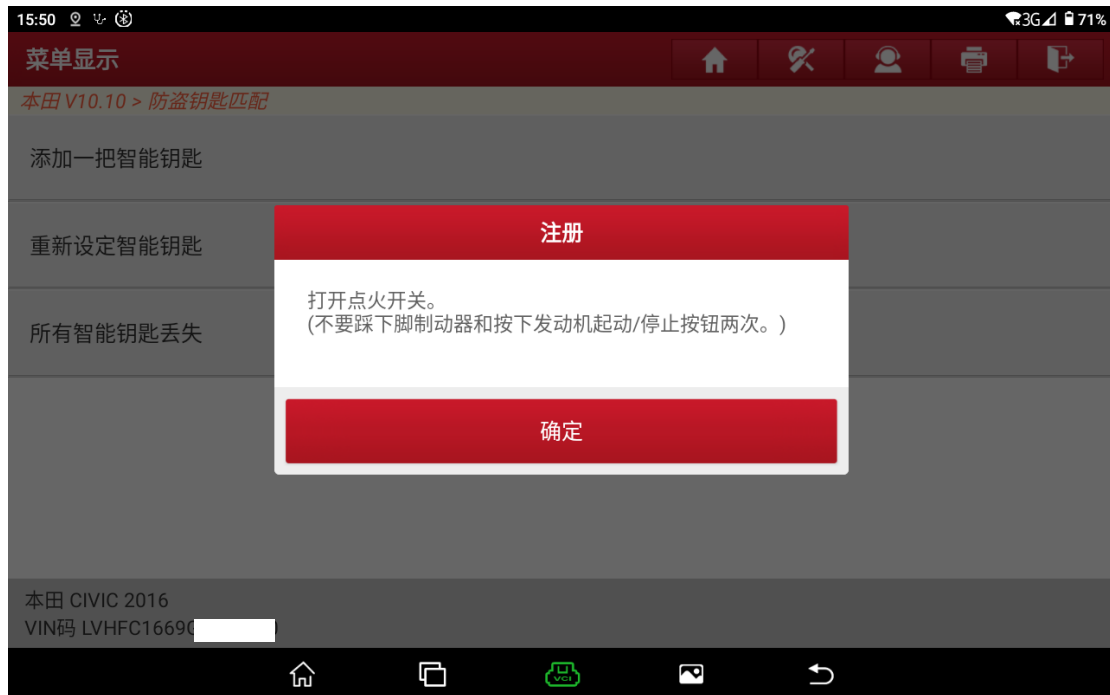 15:50
3G
71%
菜单显示
本田 V10.10 > 防盗钥匙匹配
添加一把智能钥匙
重新设定智能钥匙
所有智能钥匙丢失
注册
打开点火开关。
(不要踩下脚制动器和按下发动机起动/停止按钮两次。)
确定
本田 CIVIC 2016
VIN码 LVHFC1669
VCI